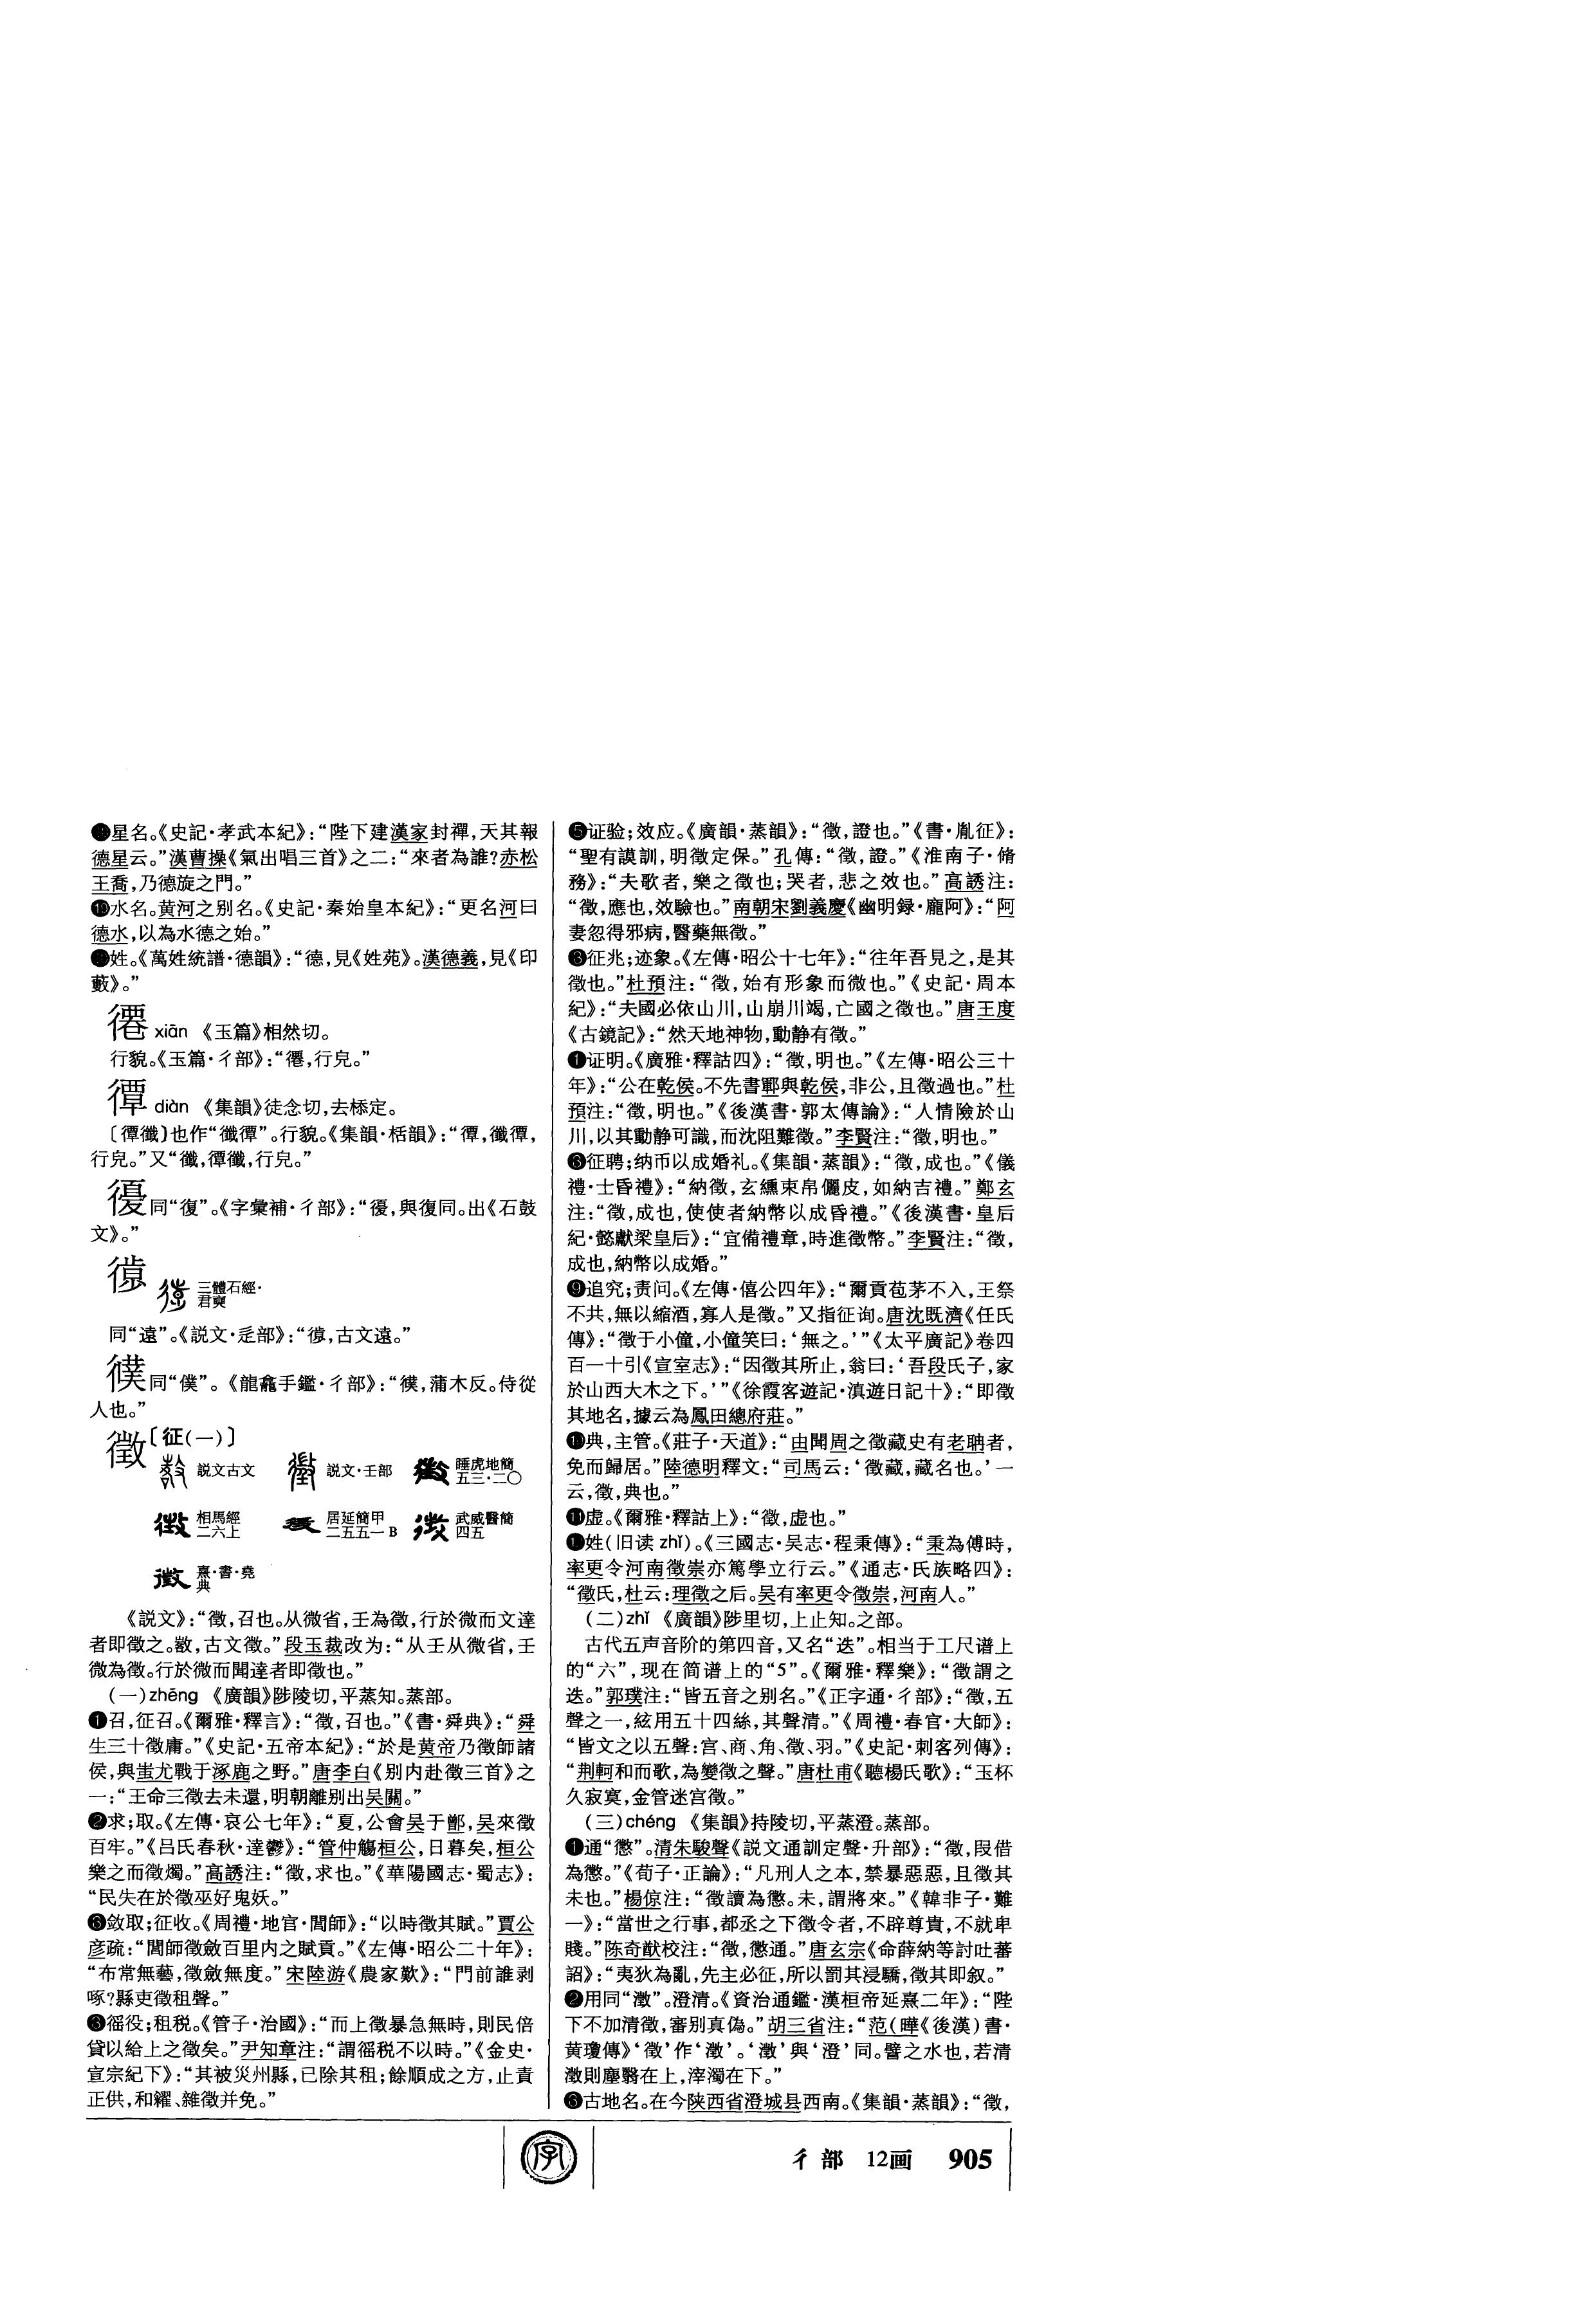 星名。《史記·孝武本紀》：“陛下建漢家封禪，天其報
德星云。”漢曹操《氣出唱三首》之二：“來者為誰？赤松
王喬，乃德旋之門。”
⓳水名。黄河之别名。《史記·秦始皇本紀》：“更名河曰
德水，以為水德之始。”
姓。《萬姓統譜·德韻》：“德，見《姓苑》。漢德義，見《印
藪》。”
xiān 《玉篇》相然切。
行貌。《玉篇·彳部》：“，行皃。”
diàn 《集韻》徒念切，去㮇定。
也作“”。行貌。《集韻·栝韻》：“
行皃。”又“，行皃。”
同“復”。《字彙補·彳部》：“，與復同。出《石鼓
文》。”
三體石經·
君奭
同“遠”。《説文·辵部》：“，古文遠。”
同“僕”。《龍龕手鑑·彳部》：“，蒲木反。侍從
人也。”
徵〔征（一）〕
説文古文 説文·壬部 睡虎地簡
五三·二〇
相馬經
二六上 居延簡甲
二五五一B 武威醫簡
四五
熹·書·堯
典
《説文》：“徵，召也。从微省，壬為徵，行於微而文達
者即徵之。，古文徵。”段玉裁改为：“从壬从微省，壬
微為徵。行於微而聞達者即徵也。”
（一）zhēng 《廣韻》陟陵切，平蒸知。蒸部。
❶召，征召。《爾雅·釋言》：“徵，召也。”《書·舜典》：“舜
生三十徵庸。”《史記·五帝本紀》：“於是黄帝乃徵師諸
侯，與蚩尤戰于涿鹿之野。”唐李白《别内赴徵三首》之
一：“王命三徵去未還，明朝離别出吴關。”
❷求；取。《左傳·哀公七年》：“夏，公會吴于鄫，吴來徵
百牢。”《吕氏春秋·達鬱》：“管仲觴桓公，日暮矣，桓公
樂之而徵燭。”高誘注：“徵，求也。”《華陽國志·蜀志》：
“民失在於徵巫好鬼妖。”
❸敛取；征收。《周禮·地官·閭師》：“以時徵其賦。”賈公
彦疏：“閭師徵斂百里内之賦貢。”《左傳·昭公二十年》：
“布常無藝，徵斂無度。”宋陸游《農家歎》：“門前誰剥
啄？縣吏徵租聲。”
徭役；租税。《管子·治國》：“而上徵暴急無時，則民倍
貸以給上之徵矣。”尹知章注：“謂徭税不以時。”《金史·
宣宗紀下》：“其被災州縣，已除其租；餘順成之方，止責
正供，和糴、雜徵并免。”
❺证验；效应。《廣韻·蒸韻》：“徵，證也。”《書·胤征》：
“聖有謨訓，明徵定保。”孔傳：“徵，證。”《淮南子·脩
務》：“夫歌者，樂之徵也；哭者，悲之效也。”高誘注：
“徵，應也，效驗也。”南朝宋劉義慶《幽明録·龐阿》：“阿
妻忽得邪病，醫藥無徵。”
征兆；迹象。《左傳·昭公十七年》：“往年吾見之，是其
徵也。”杜預注：“徵，始有形象而微也。”《史記·周本
紀》：“夫國必依山川，山崩川竭，亡國之徵也。”唐王度
《古鏡記》：“然天地神物，動静有徵。”
证明。《廣雅·釋詁四》：“徵，明也。”《左傳·昭公三十
年》：“公在乾侯。不先書鄆與乾侯，非公，且徵過也。”杜
預注：“徵，明也。”《後漢書·郭太傳論》：“人情險於山
川，以其動静可識，而沈阻難徵。”李賢注：“徵，明也。”
征聘；纳币以成婚礼。《集韻·蒸韻》：“徵，成也。”《儀
禮·士昏禮》：“納徵，玄纁束帛儷皮，如納吉禮。”鄭玄
注：“徵，成也，使使者納幣以成昏禮。”《後漢書·皇后
紀·懿獻梁皇后》：“宜備禮章，時進徵幣。”李賢注：“徵，
成也，納幣以成婚。”
❾追究；责问。《左傳·僖公四年》：“爾貢苞茅不入，王祭
不共，無以縮酒，寡人是徵。”又指征询。唐沈既濟《任氏
傳》：“徵于小僮，小僮笑曰：‘無之。’”《太平廣記》卷四
百一十引《宣室志》：“因徵其所止，翁曰：‘吾段氏子，家
於山西大木之下。’”《徐霞客遊記·滇遊日記十》：“即徵
其地名，據云為鳳田總府莊。”
典，主管。《莊子·天道》：“由聞周之徵藏史有老聃者，
免而歸居。”陸德明釋文：“司馬云：‘徵藏，藏名也。’一
云，徵，典也。”
⓫虚。《爾雅·釋詁上》：“徵，虚也。”
姓（旧读zhǐ）。《三國志·吴志·程秉傳》：“秉為傅時，
率更令河南徵崇亦篤學立行云。”《通志·氏族略四》：
“徵氏，杜云：理徵之后。吴有率更令徵崇，河南人。”
（二）zhǐ 《廣韻》陟里切，上止知。之部。
古代五声音阶的第四音，又名“迭”。相当于工尺谱上
的“六”，现在简谱上的“5”。《爾雅·釋樂》：“徵謂之
迭。”郭璞注：“皆五音之别名。”《正字通·彳部》：“徵，五
聲之一，絃用五十四絲，其聲清。”《周禮·春官·大師》：
“皆文之以五聲：宫、商、角、徵、羽。”《史記·刺客列傳》：
“荆軻和而歌，為變徵之聲。”唐杜甫《聽楊氏歌》：“玉杯
久寂寞，金管迷宫徵。”
（三）chéng 《集韻》持陵切，平蒸澄。蒸部。
❶通“懲”。清朱駿聲《説文通訓定聲·升部》：“徵，叚借
為懲。”《荀子·正論》：“凡刑人之本，禁暴惡惡，且徵其
未也。”楊倞注：“徵讀為懲。未，謂將來。”《韓非子·難
一》：“當世之行事，都丞之下徵令者，不辟尊貴，不就卑
賤。”陈奇猷校注：“徵，懲通。”唐玄宗《命薛納等討吐蕃
詔》：“夷狄為亂，先主必征，所以罰其浸驕，徵其即叙。”
❷用同“澂”。澄清。《資治通鑑·漢桓帝延熹二年》：“陛
下不加清徵，審别真偽。”胡三省注：“范（曄《後漢）書·
黄瓊傳》‘徵’作‘澂’。‘澂’與‘澄’同。譬之水也，若清
澂則塵翳在上，滓濁在下。”
❸古地名。在今陕西省澄城县西南。《集韻·蒸韻》：“徵，
字
彳部 12画 905